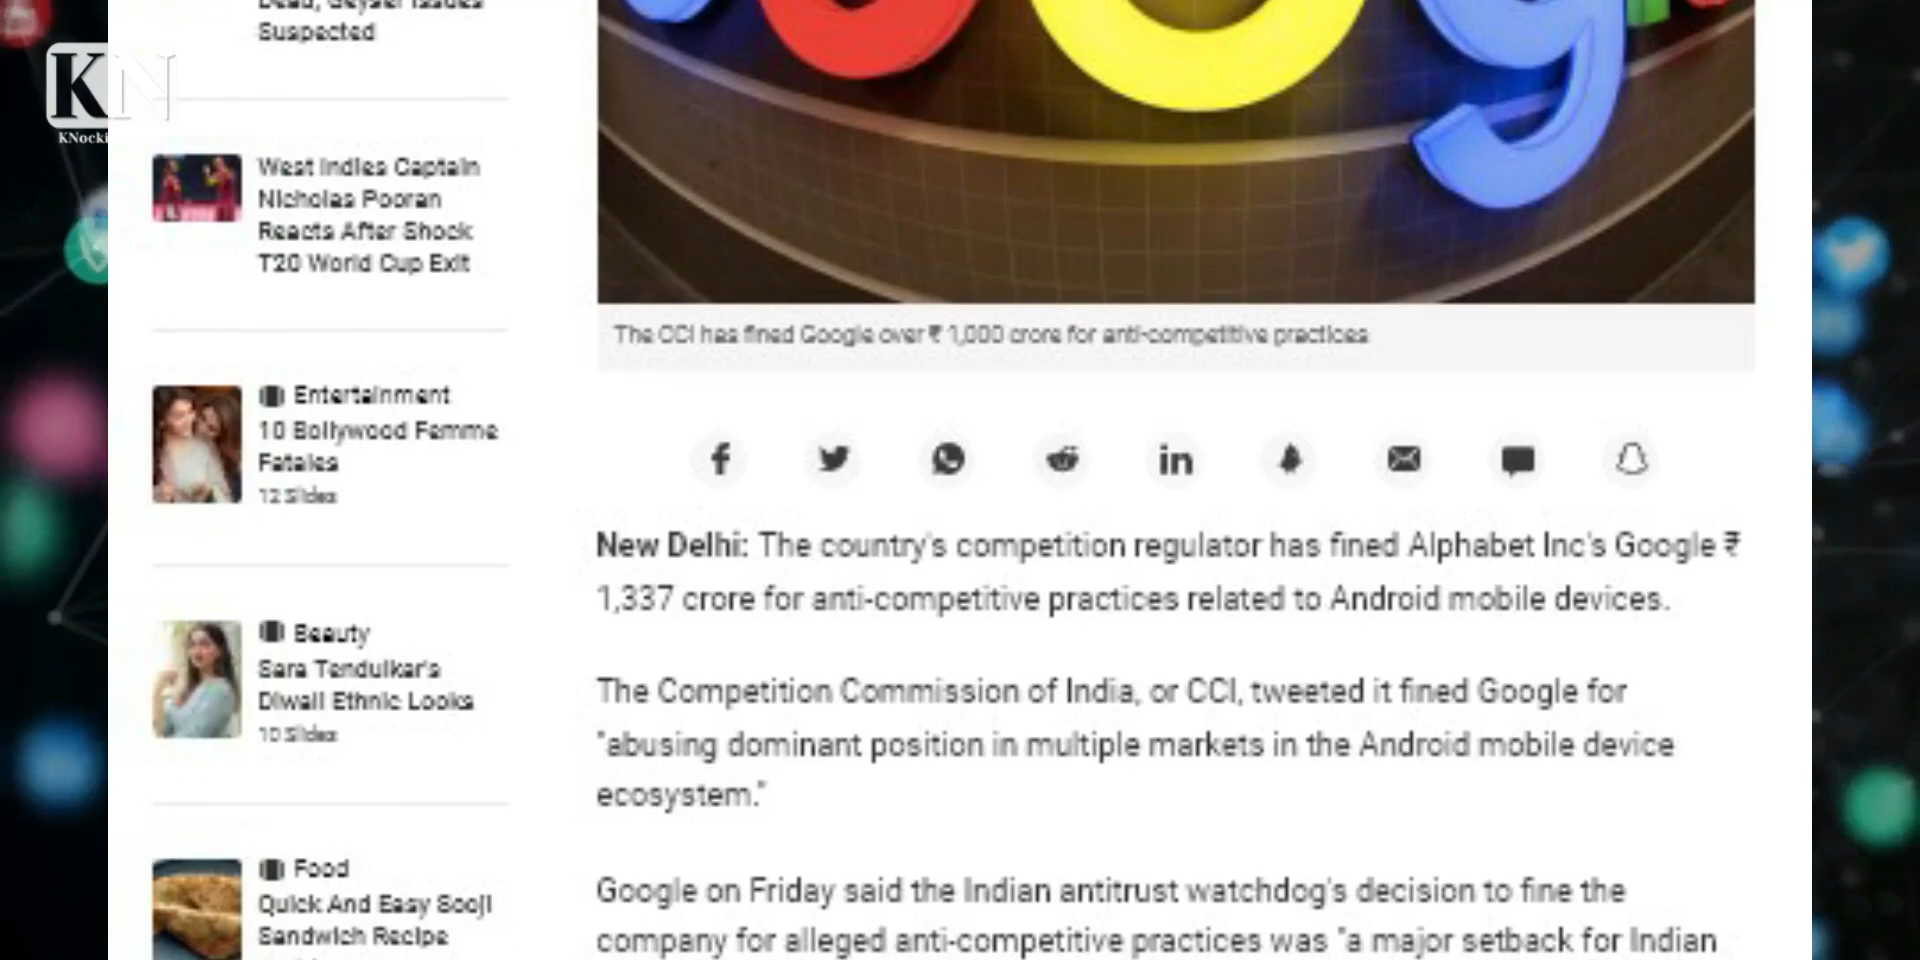 Suspected
KN
West Indies Captain
Nicholas Pooran
Reacts After Shock
T20 World Cup Exit
Entertainment
10 Bollywood Femme
Fatales
12 Slides
Beauty
Sara Tendulkar's
Diwali Ethnic Looks
10 Slides
Food
Quick And Easy Sooji
Sandwich Recipe
The CCI has fined Google over ₹ 1,000 crore for anti-competitive practices
New Delhi: The country's competition regulator has fined Alphabet Inc's Google ₹
1,337 crore for anti-competitive practices related to Android mobile devices.
The Competition Commission of India, or CCI, tweeted it fined Google for
"abusing dominant position in multiple markets in the Android mobile device
ecosystem."
Google on Friday said the Indian antitrust watchdog's decision to fine the
company for alleged anti-competitive practices was "a major setback for Indian